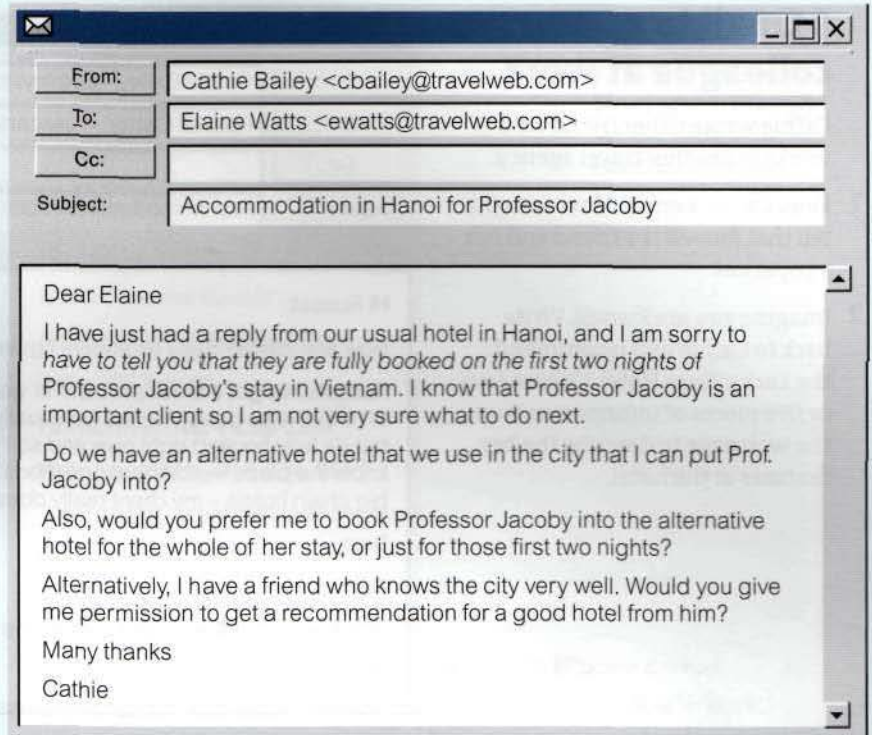 From:
Cathie Bailey <cbailey@travelweb.com>
To:
Elaine Watts <ewatts@travelweb.com>
Cc:
Subject:
Accommodation in Hanoi for Professor Jacoby
Dear Elaine
I have just had a reply from our usual hotel in Hanoi, and I am sorry to
have to tell you that they are fully booked on the first two nights of
Professor Jacoby's stay in Vietnam. I know that Professor Jacoby is an
important client so I am not very sure what to do next.
Do we have an alternative hotel that we use in the city that I can put Prof.
Jacoby into?
Also, would you prefer me to book Professor Jacoby into the alternative
hotel for the whole of her stay, or just for those first two nights?
Alternatively, I have a friend who knows the city very well. Would you give
me permission to get a recommendation for a good hotel from him?
Many thanks
Cathie